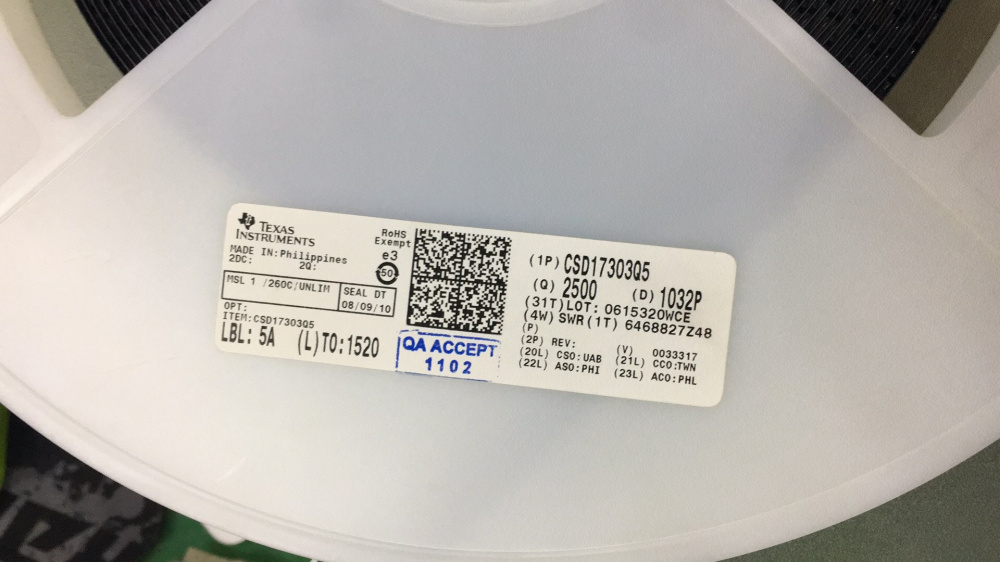 TEXAS
INSTRUMENTS
MADE IN:Philippines
2DC: 2Q:
MSL 1 /260C/UNLIM
SEAL DT
08/09/10
OPT:
ITEM:CSD17303Q5
LBL: 5A (L)TO:1520
RoHS
Exempt
e3
50
QA ACCEPT
1102
(1P) CSD17303Q5
(Q) 2500 (D) 1032P
(31T)LOT: 0615320WCE
(4W) SWR(1T) 6468827Z48
(P)
(2P) REV: (V) 0033317
(20L) CSO:UAB (21L) CCO:TWN
(22L) ASO:PHI (23L) ACO:PHL